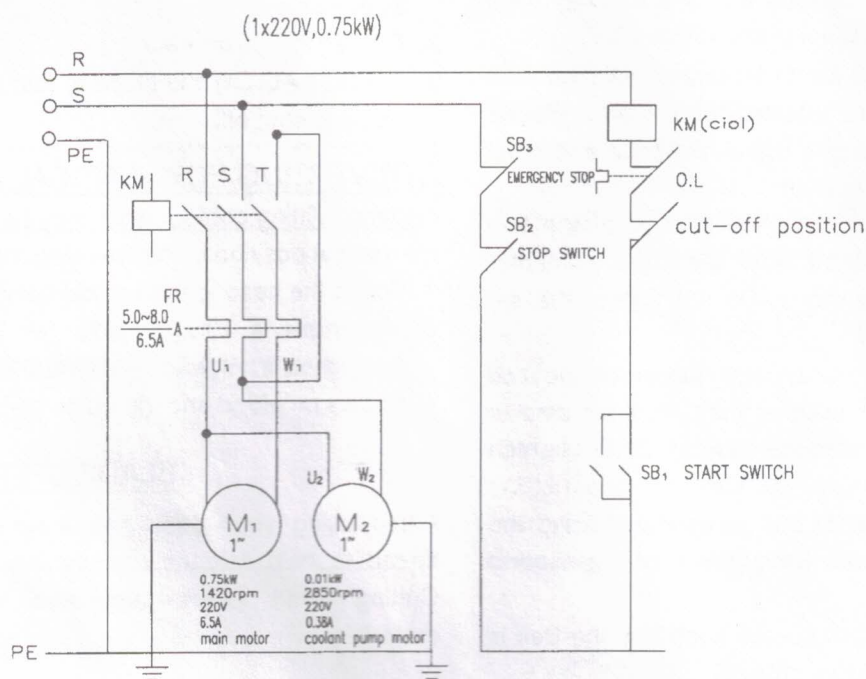 (1x220V,0.75kW)
R
S
PE
KM
R S T
FR
5.0~8.0
6.5A
A
U1
W1
U2
W2
M1
1~
M2
1~
0.75kW
1420rpm
220V
6.5A
main motor
0.01kW
2850rpm
220V
0.38A
coolant pump motor
PE
SB3
EMERGENCY STOP
SB2
STOP SWITCH
KM(ciol)
O.L
cut-off position
SB1 START SWITCH